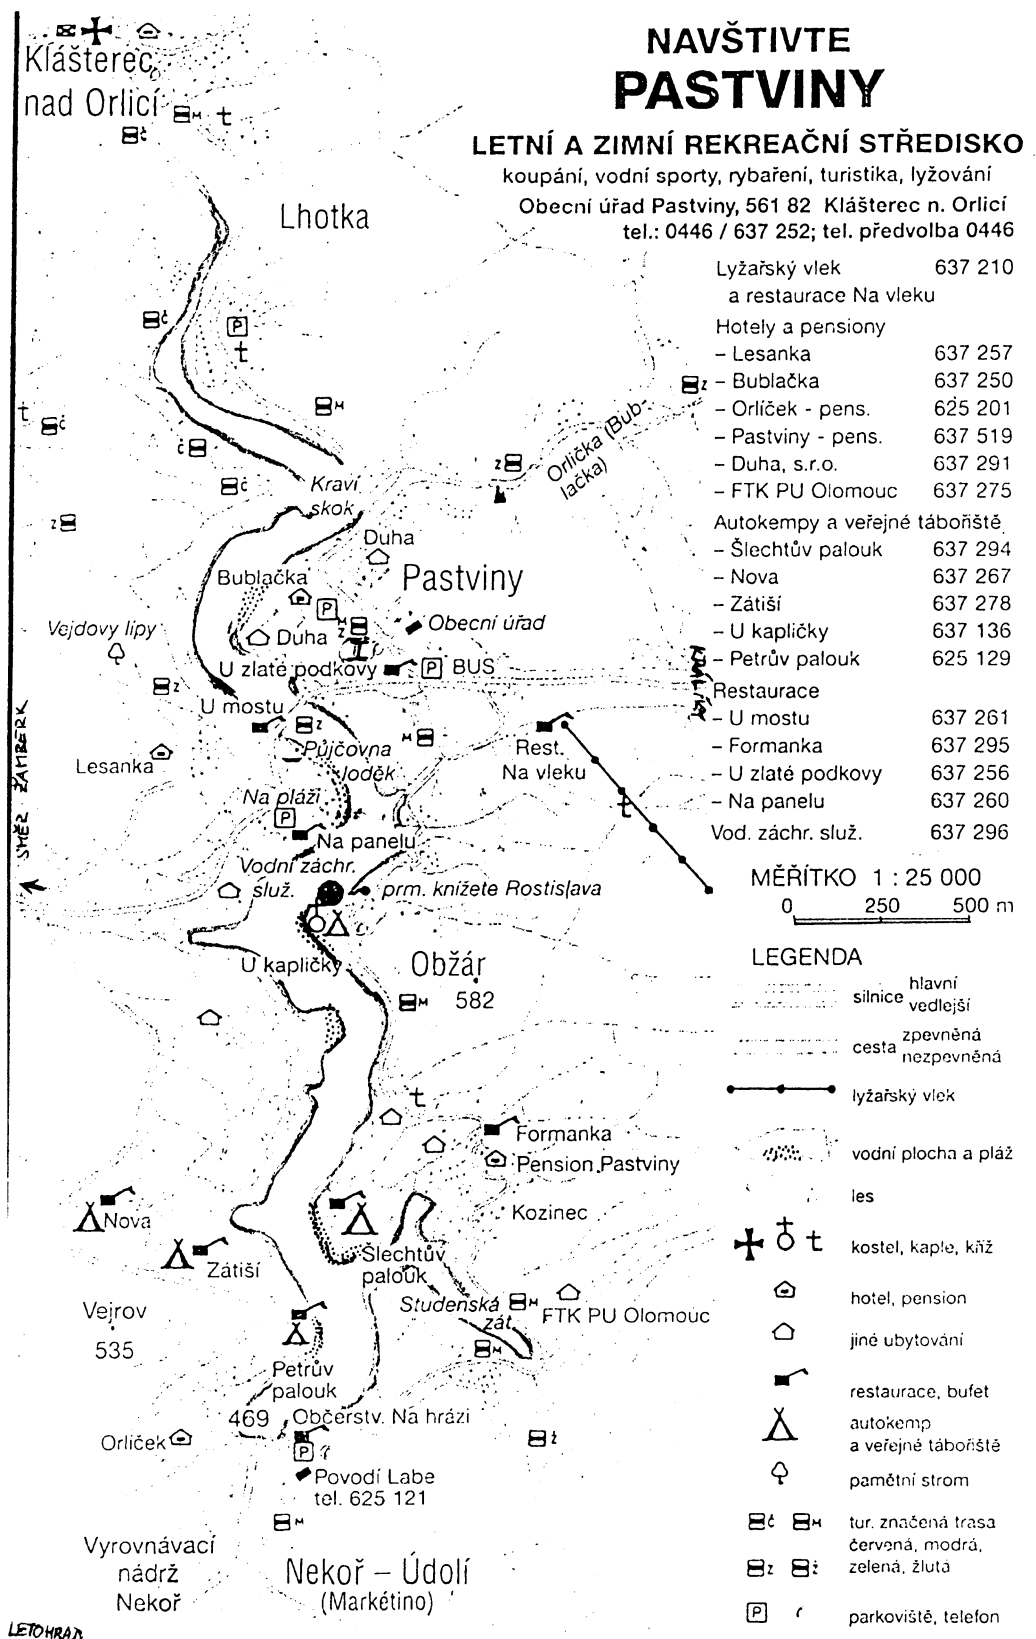 NAVŠTIVTE
PASTVINY
LETNÍ A ZIMNÍ REKREAČNÍ STŘEDISKO
koupání, vodní sporty, rybaření, turistika, lyžování
Obecní úřad Pastviny, 561 82 Klášterec n. Orlicí
tel.: 0446 / 637 252; tel. předvolba 0446
Lyžařský vlek 637 210
a restaurace Na vleku
Hotely a pensiony
– Lesanka 637 257
– Bublačka 637 250
– Orlíček - pens. 625 201
– Pastviny - pens. 637 519
– Duha, s.r.o. 637 291
– FTK PU Olomouc 637 275
Autokempy a veřejné tábořiště
– Šlechtův palouk 637 294
– Nova 637 267
– Zátiší 637 278
– U kapličky 637 136
– Petrův palouk 625 129
Restaurace
– U mostu 637 261
– Formanka 637 295
– U zlaté podkovy 637 256
– Na panelu 637 260
Vod. záchr. služ. 637 296
MĚŘÍTKO 1 : 25 000
0 250 500 m
LEGENDA
silnice hlavní
vedlejší
cesta zpevněná
nezpevněná
lyžařský vlek
vodní plocha a pláž
les
kostel, kaple, kříž
hotel, pension
jiné ubytování
restaurace, bufet
autokemp
a veřejné tábořiště
pamětní strom
č M tur. značená trasa
červená, modrá,
z ž zelená, žlutá
P parkoviště, telefon
Klášterec
nad Orlicí
M
č
Lhotka
č
P
M
č
č
č
z
z
z
Orlička (Bub-
lačka)
Kraví
skok
Duha
Bublačka
Pastviny
P
M
z
Obecní úřad
Vejdovy lípy
Duha
U zlaté podkovy
P BUS
KRALÍKY
z
U mostu
z
M
Půjčovna
loděk
Rest.
Na vleku
Lesanka
SMĚR ŽAMBERK
Na pláži
P
Na panelu
Vodní záchr.
služ.
prm. knížete Rostislava
U kapličky
Obžár
582
M
Formanka
Pension Pastviny
Kozinec
Nova
Zátiší
Šlechtův
palouk
Studenská
zát.
M
FTK PU Olomouc
M
Vejrov
535
Petrův
palouk
469
Občerstv. Na hrázi
Orlíček
P
ž
Povodí Labe
tel. 625 121
M
Vyrovnávací
nádrž
Nekoř
Nekoř – Údolí
(Markétino)
LETOHRAD